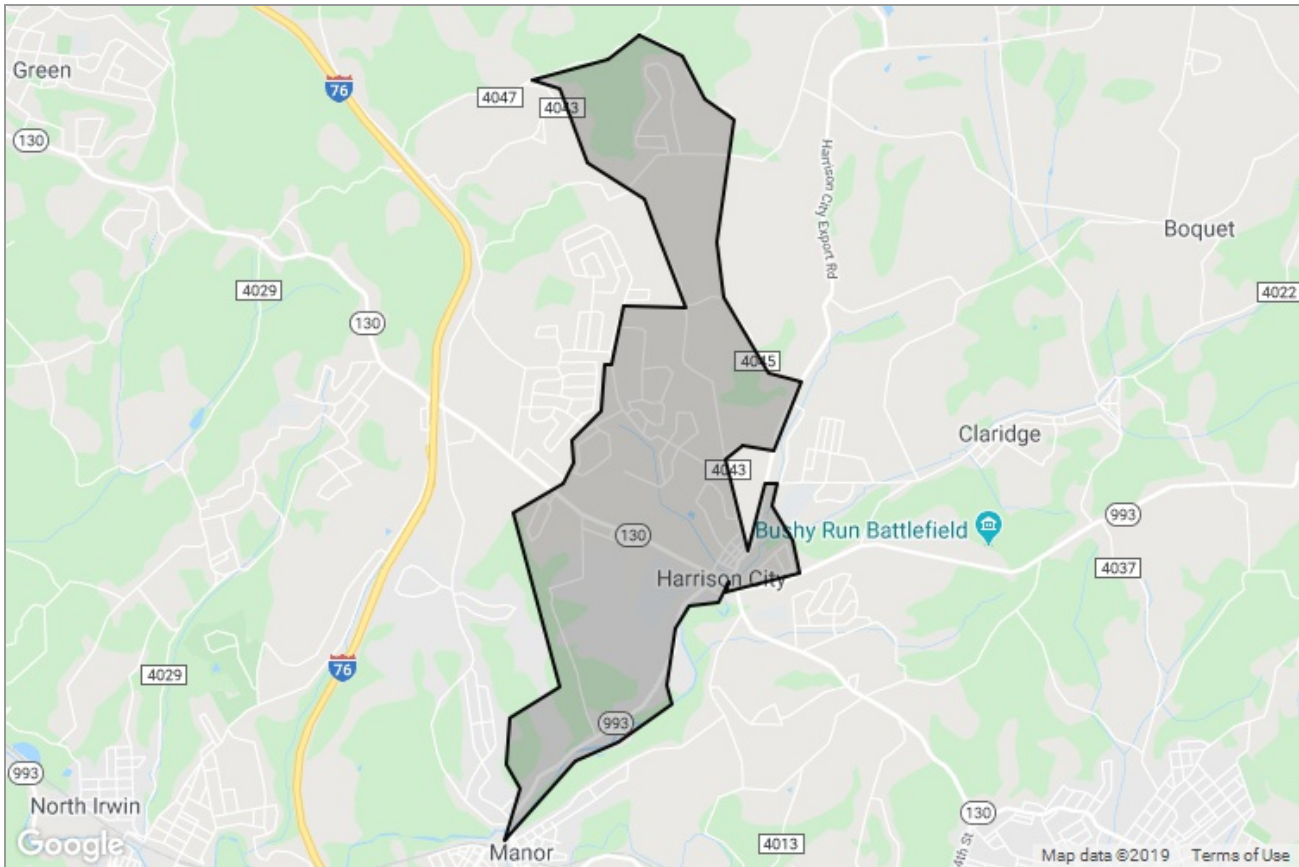 Green
76
4047
4043
130
Harrison City Export Rd
Boquet
4029
4022
130
4045
Claridge
4043
993
130
Bushy Run Battlefield
Harrison City
4037
76
4029
993
993
North Irwin
130
4013
4th St
Manor
Google
Map data ©2019 Terms of Use